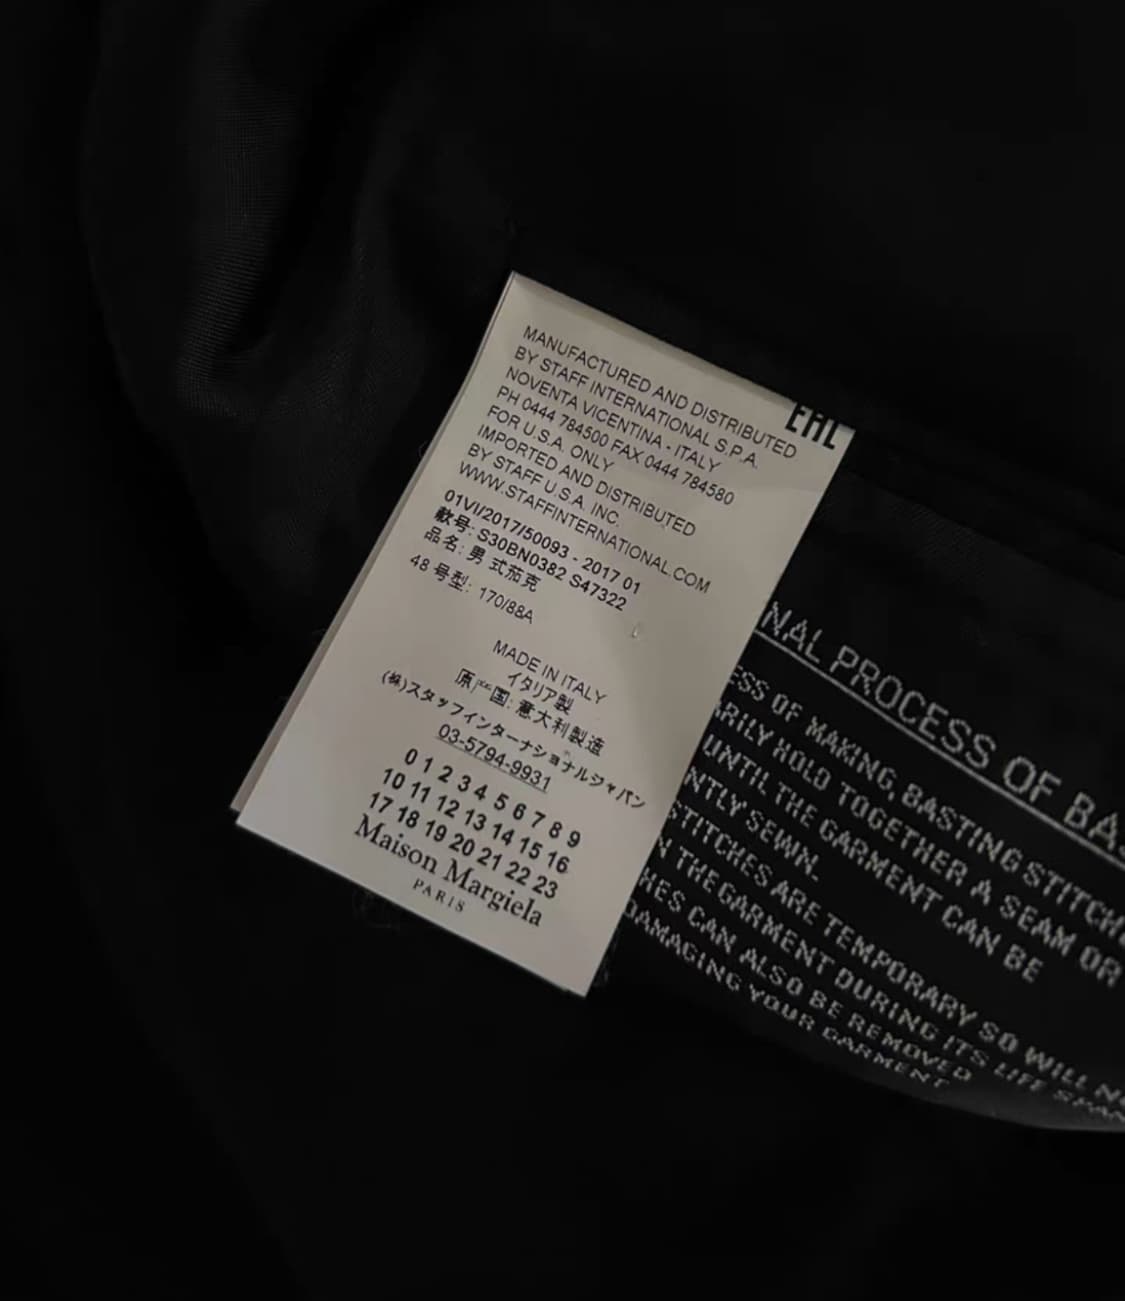 EAC
MANUFACTURED AND DISTRIBUTED
BY STAFF INTERNATIONAL S.P.A.
NOVENTA VICENTINA - ITALY
PH 0444 784500 FAX 0444 784580
FOR U.S.A. ONLY
IMPORTED AND DISTRIBUTED
BY STAFF U.S.A. INC.
WWW.STAFFINTERNATIONAL.COM
01VI/2017/50093 - 2017 01
款号: S30BN0382 S47322
品名: 男 式茄克
48 号型: 170/88A
MADE IN ITALY
イタリア製
原产国: 意大利製造
(株)スタッフインターナショナルジャパン
03-5794-9931
0 1 2 3 4 5 6 7 8 9
10 11 12 13 14 15 16
17 18 19 20 21 22 23
Maison Margiela
PARIS
PROCESS OF
OF MAKING, BASTING
HOLD TOGETHER A SEAM OR
UNTIL THE GARMENT CAN BE
SEWN.
STITCHES ARE TEMPORARY SO WILL
THE GARMENT DURING ITS LIFE SPAN
CAN ALSO BE REMOVED
DAMAGING YOUR GARMENT